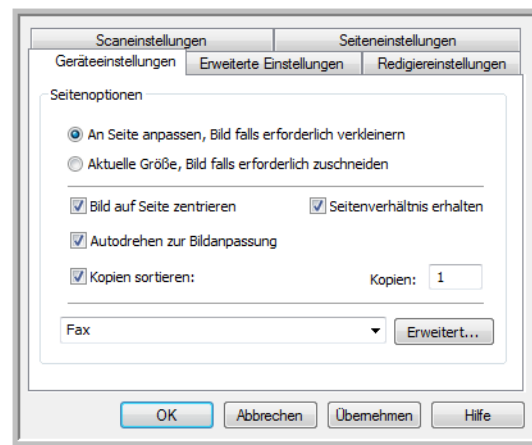 Scaneinstellungen Seiteneinstellungen
Geräteeinstellungen Erweiterte Einstellungen Redigiereinstellungen
Seitenoptionen
An Seite anpassen, Bild falls erforderlich verkleinern
Aktuelle Größe, Bild falls erforderlich zuschneiden
Bild auf Seite zentrieren Seitenverhältnis erhalten
Autodrehen zur Bildanpassung
Kopien sortieren: Kopien: 1
Fax Erweitert...
OK Abbrechen Übernehmen Hilfe